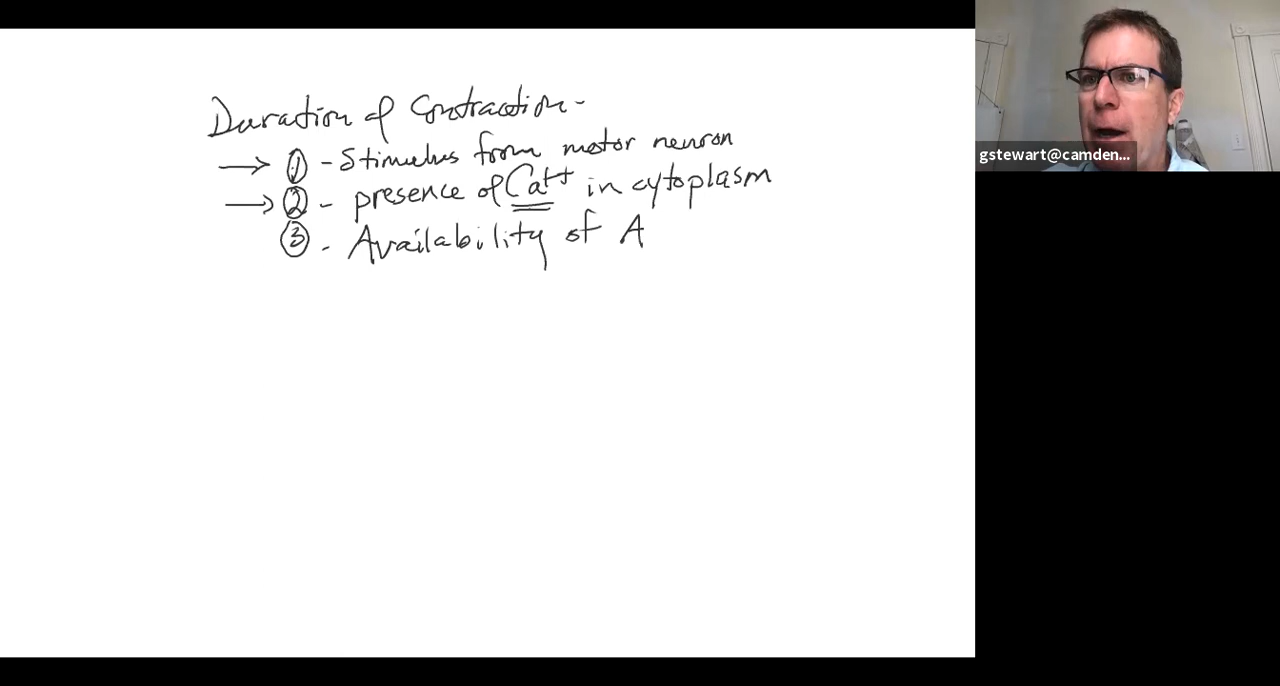 Duration of Contraction-
→ ① - Stimulus from motor neuron
→ ② - presence of Ca++ in cytoplasm
③ - Availability of A
gstewart@camden...